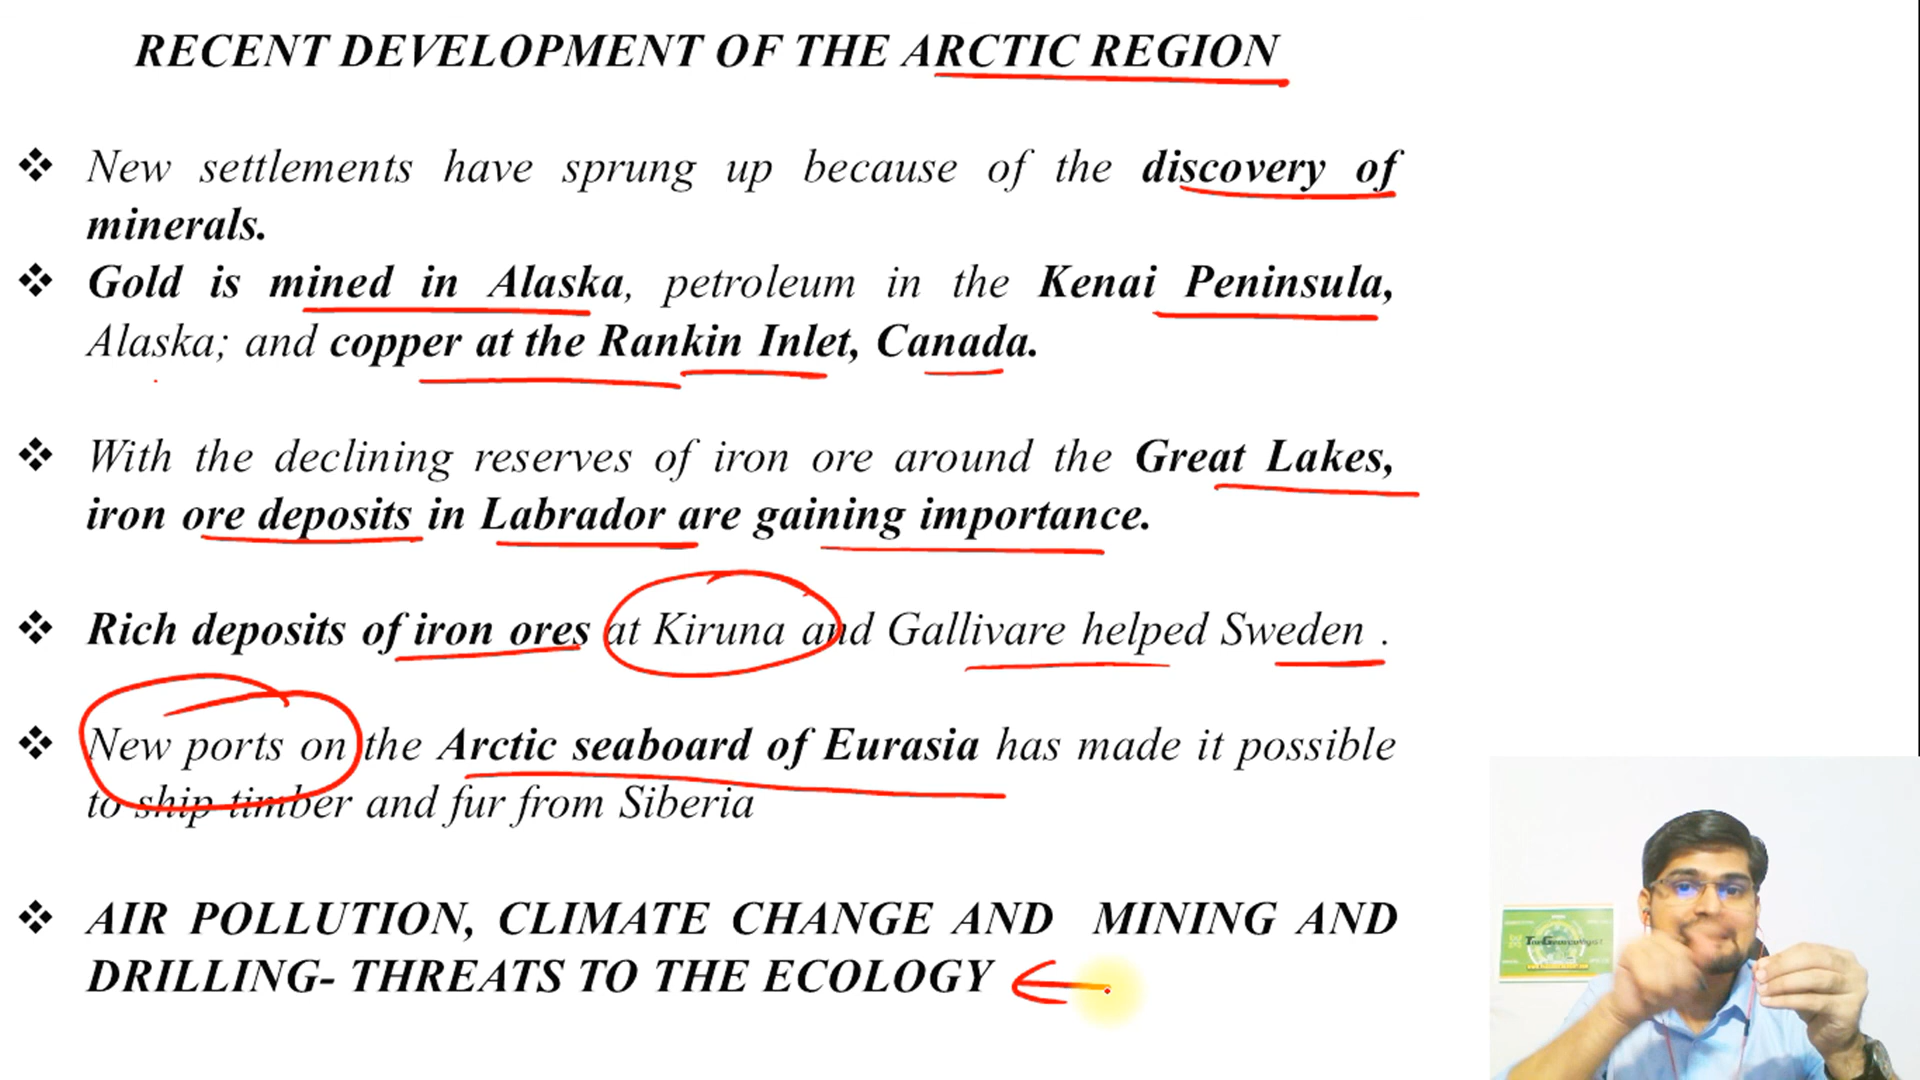 RECENT DEVELOPMENT OF THE ARCTIC REGION
❖ New settlements have sprung up because of the discovery of
minerals.
❖ Gold is mined in Alaska, petroleum in the Kenai Peninsula,
Alaska; and copper at the Rankin Inlet, Canada.
❖ With the declining reserves of iron ore around the Great Lakes,
iron ore deposits in Labrador are gaining importance.
❖ Rich deposits of iron ores at Kiruna and Gallivare helped Sweden .
❖ New ports on the Arctic seaboard of Eurasia has made it possible
to ship timber and fur from Siberia
❖ AIR POLLUTION, CLIMATE CHANGE AND MINING AND
DRILLING- THREATS TO THE ECOLOGY